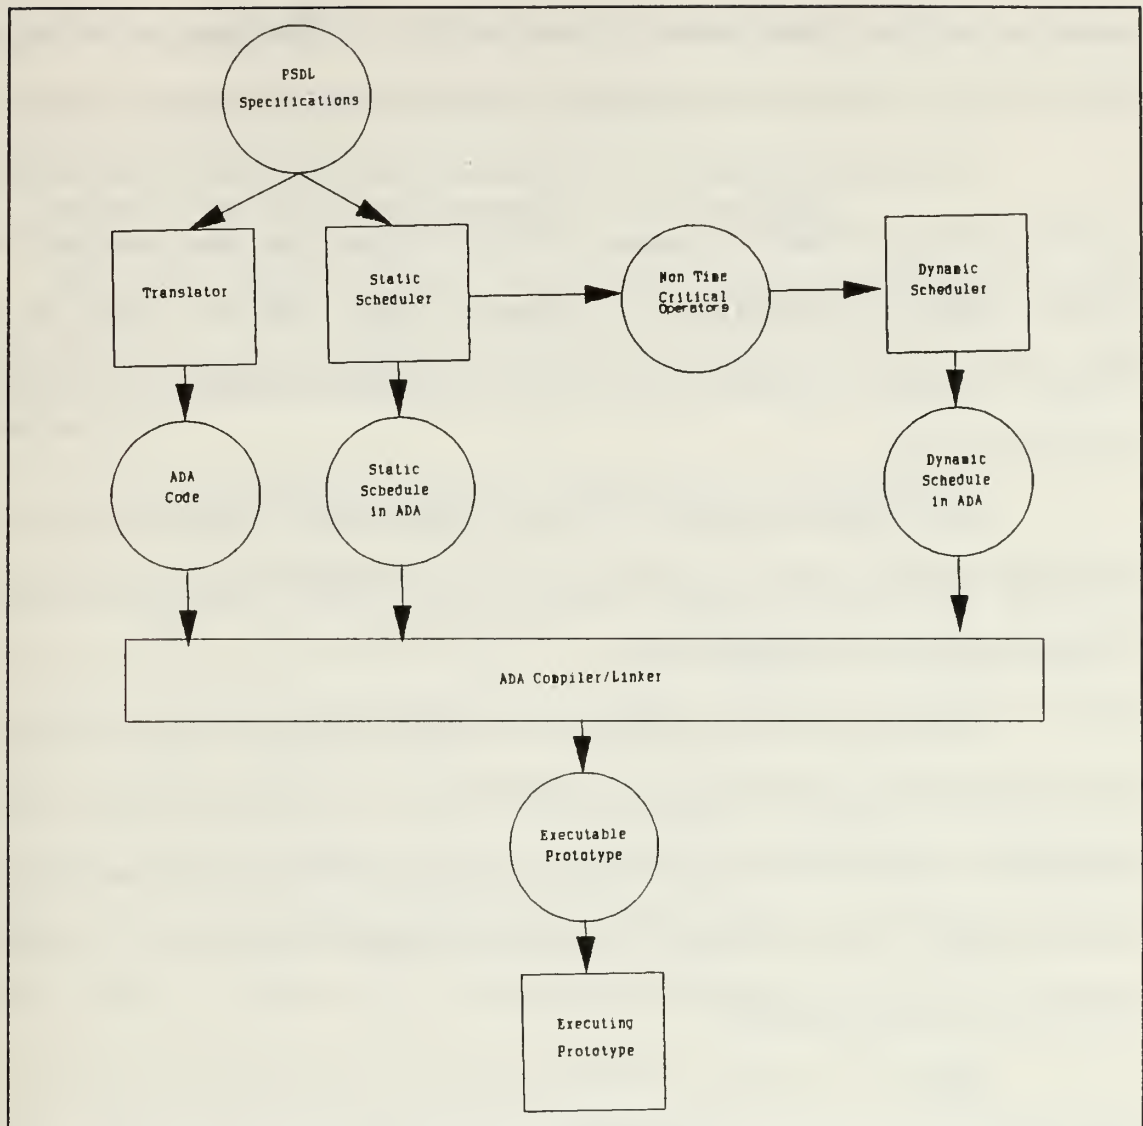 PSDL
Specifications
Translator
Static
Scheduler
Non Time
Critical
Operators
Dynamic
Scheduler
ADA
Code
Static
Schedule
in ADA
Dynamic
Schedule
in ADA
ADA Compiler/Linker
Executable
Prototype
Executing
Prototype